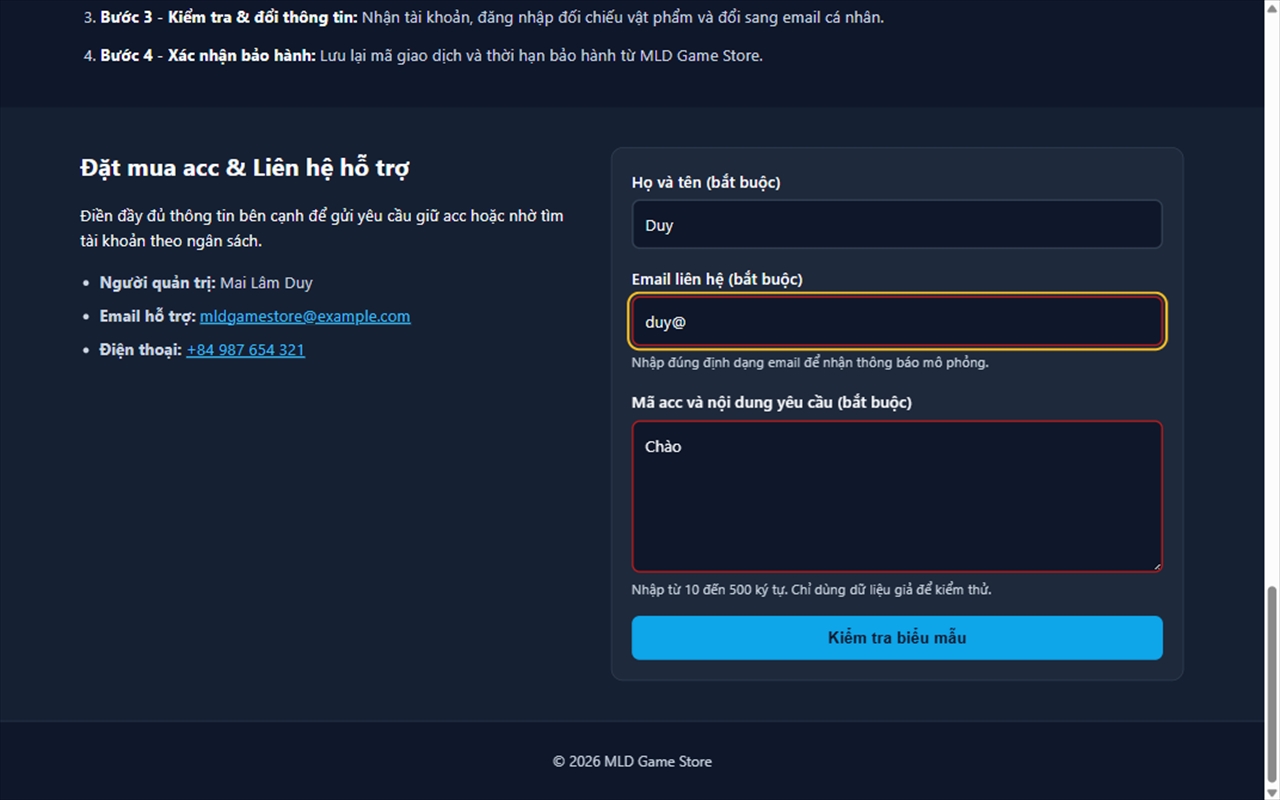 3. Bước 3 - Kiểm tra & đổi thông tin: Nhận tài khoản, đăng nhập đối chiếu vật phẩm và đổi sang email cá nhân.
4. Bước 4 - Xác nhận bảo hành: Lưu lại mã giao dịch và thời hạn bảo hành từ MLD Game Store.
Đặt mua acc & Liên hệ hỗ trợ
Điền đầy đủ thông tin bên cạnh để gửi yêu cầu giữ acc hoặc nhờ tìm
tài khoản theo ngân sách.
• Người quản trị: Mai Lâm Duy
• Email hỗ trợ: mldgamestore@example.com
• Điện thoại: +84 987 654 321
Họ và tên (bắt buộc)
Duy
Email liên hệ (bắt buộc)
duy@
Nhập đúng định dạng email để nhận thông báo mô phỏng.
Mã acc và nội dung yêu cầu (bắt buộc)
Chào
Nhập từ 10 đến 500 ký tự. Chỉ dùng dữ liệu giả để kiểm thử.
Kiểm tra biểu mẫu
© 2026 MLD Game Store